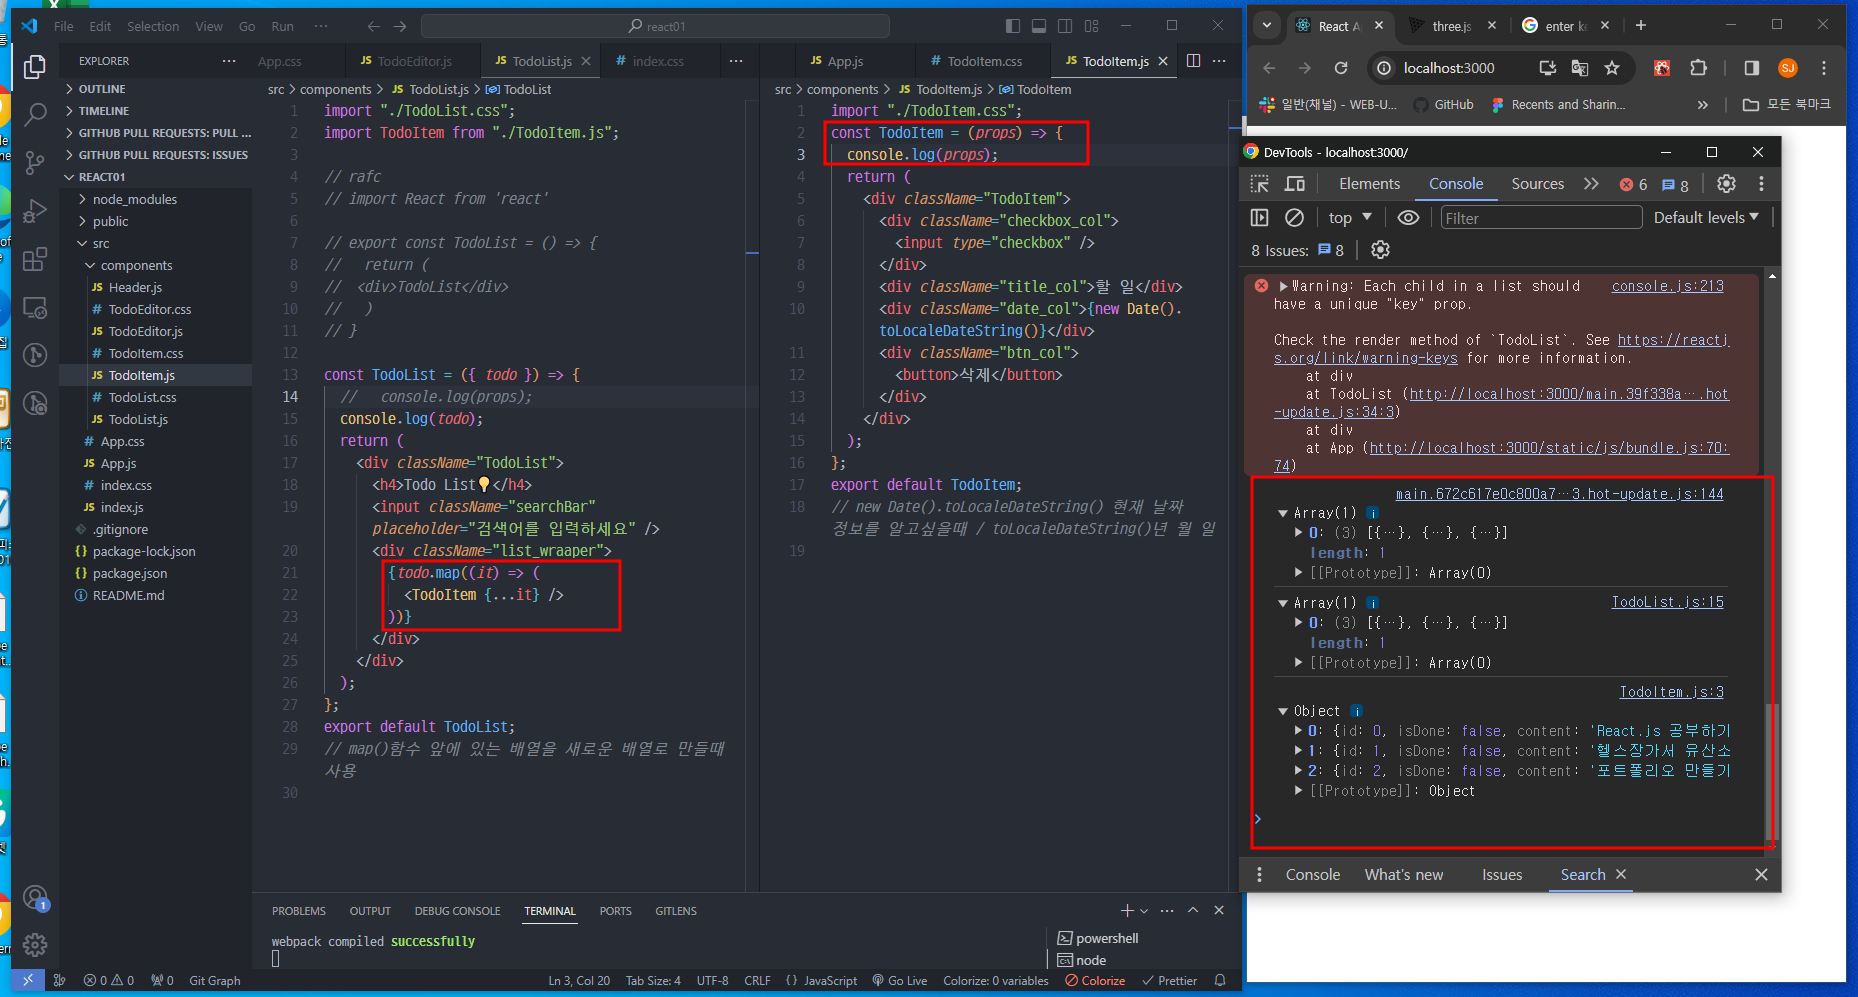 File Edit Selection View Go Run ··· react01
EXPLORER ···
OUTLINE
TIMELINE
GITHUB PULL REQUESTS: PULL ...
GITHUB PULL REQUESTS: ISSUES
REACT01
node_modules
public
src
components
JS Header.js
# TodoEditor.css
JS TodoEditor.js
# TodoItem.css
JS TodoItem.js
# TodoList.css
JS TodoList.js
# App.css
JS App.js
# index.css
JS index.js
.gitignore
{} package-lock.json
{} package.json
README.md
App.css JS TodoEditor.js JS TodoList.js # index.css ···
src > components > JS TodoList.js > TodoList
1 import "./TodoList.css";
2 import TodoItem from "./TodoItem.js";
3
4 // rafc
5 // import React from 'react'
6
7 // export const TodoList = () => {
8 //   return (
9 //  <div>TodoList</div>
10 //   )
11 // }
12
13 const TodoList = ({ todo }) => {
14 //   console.log(props);
15 console.log(todo);
16 return (
17 <div className="TodoList">
18 <h4>Todo List💡</h4>
19 <input className="searchBar"
placeholder="검색어를 입력하세요" />
20 <div className="list_wraaper">
21 {todo.map((it) => (
22 <TodoItem {...it} />
23 ))}
24 </div>
25 </div>
26 );
27 };
28 export default TodoList;
29 // map()함수 앞에 있는 배열을 새로운 배열로 만들때
사용
30
JS App.js # TodoItem.css JS TodoItem.js ···
src > components > JS TodoItem.js > TodoItem
1 import "./TodoItem.css";
2 const TodoItem = (props) => {
3 console.log(props);
4 return (
5 <div className="TodoItem">
6 <div className="checkbox_col">
7 <input type="checkbox" />
8 </div>
9 <div className="title_col">할 일</div>
10 <div className="date_col">{new Date().
toLocaleDateString()}</div>
11 <div className="btn_col">
12 <button>삭제</button>
13 </div>
14 </div>
15 );
16 };
17 export default TodoItem;
18 // new Date().toLocaleDateString() 현재 날짜
정보를 알고싶을때 / toLocaleDateString()년 월 일
19
PROBLEMS OUTPUT DEBUG CONSOLE TERMINAL PORTS GITLENS
webpack compiled successfully
powershell
node
0 0 0 Git Graph Ln 3, Col 20 Tab Size: 4 UTF-8 CRLF {} JavaScript Go Live Colorize: 0 variables Colorize Prettier
1
React A three.js enter ke
localhost:3000 SJ
일반(채널) - WEB-U... GitHub Recents and Sharin... 모든 북마크
DevTools - localhost:3000/
Elements Console Sources 6 8
top Filter Default levels
8 Issues: 8
Warning: Each child in a list should console.js:213
have a unique "key" prop.
Check the render method of `TodoList`. See https://reactj
s.org/link/warning-keys for more information.
at div
at TodoList (http://localhost:3000/main.39f338a….hot
-update.js:34:3)
at div
at App (http://localhost:3000/static/js/bundle.js:70:
74)
main.672c617e0c800a7…3.hot-update.js:144
Array(1) i
0: (3) [{…}, {…}, {…}]
length: 1
[[Prototype]]: Array(0)
Array(1) i TodoList.js:15
0: (3) [{…}, {…}, {…}]
length: 1
[[Prototype]]: Array(0)
TodoItem.js:3
Object i
0: {id: 0, isDone: false, content: 'React.js 공부하기
1: {id: 1, isDone: false, content: '헬스장가서 유산소
2: {id: 2, isDone: false, content: '포트폴리오 만들기
[[Prototype]]: Object
Console What's new Issues Search